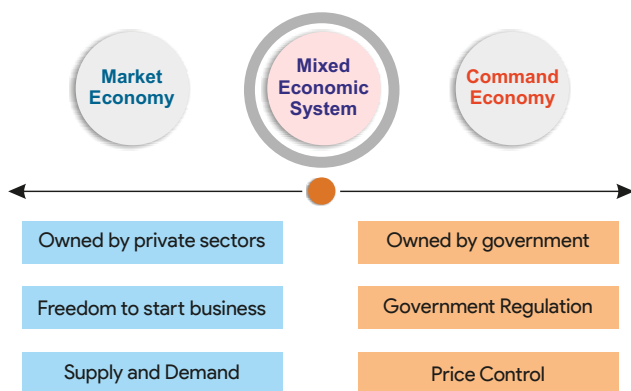 Market
Economy
Mixed
Economic
System
Command
Economy
Owned by private sectors
Owned by government
Freedom to start business
Government Regulation
Supply and Demand
Price Control